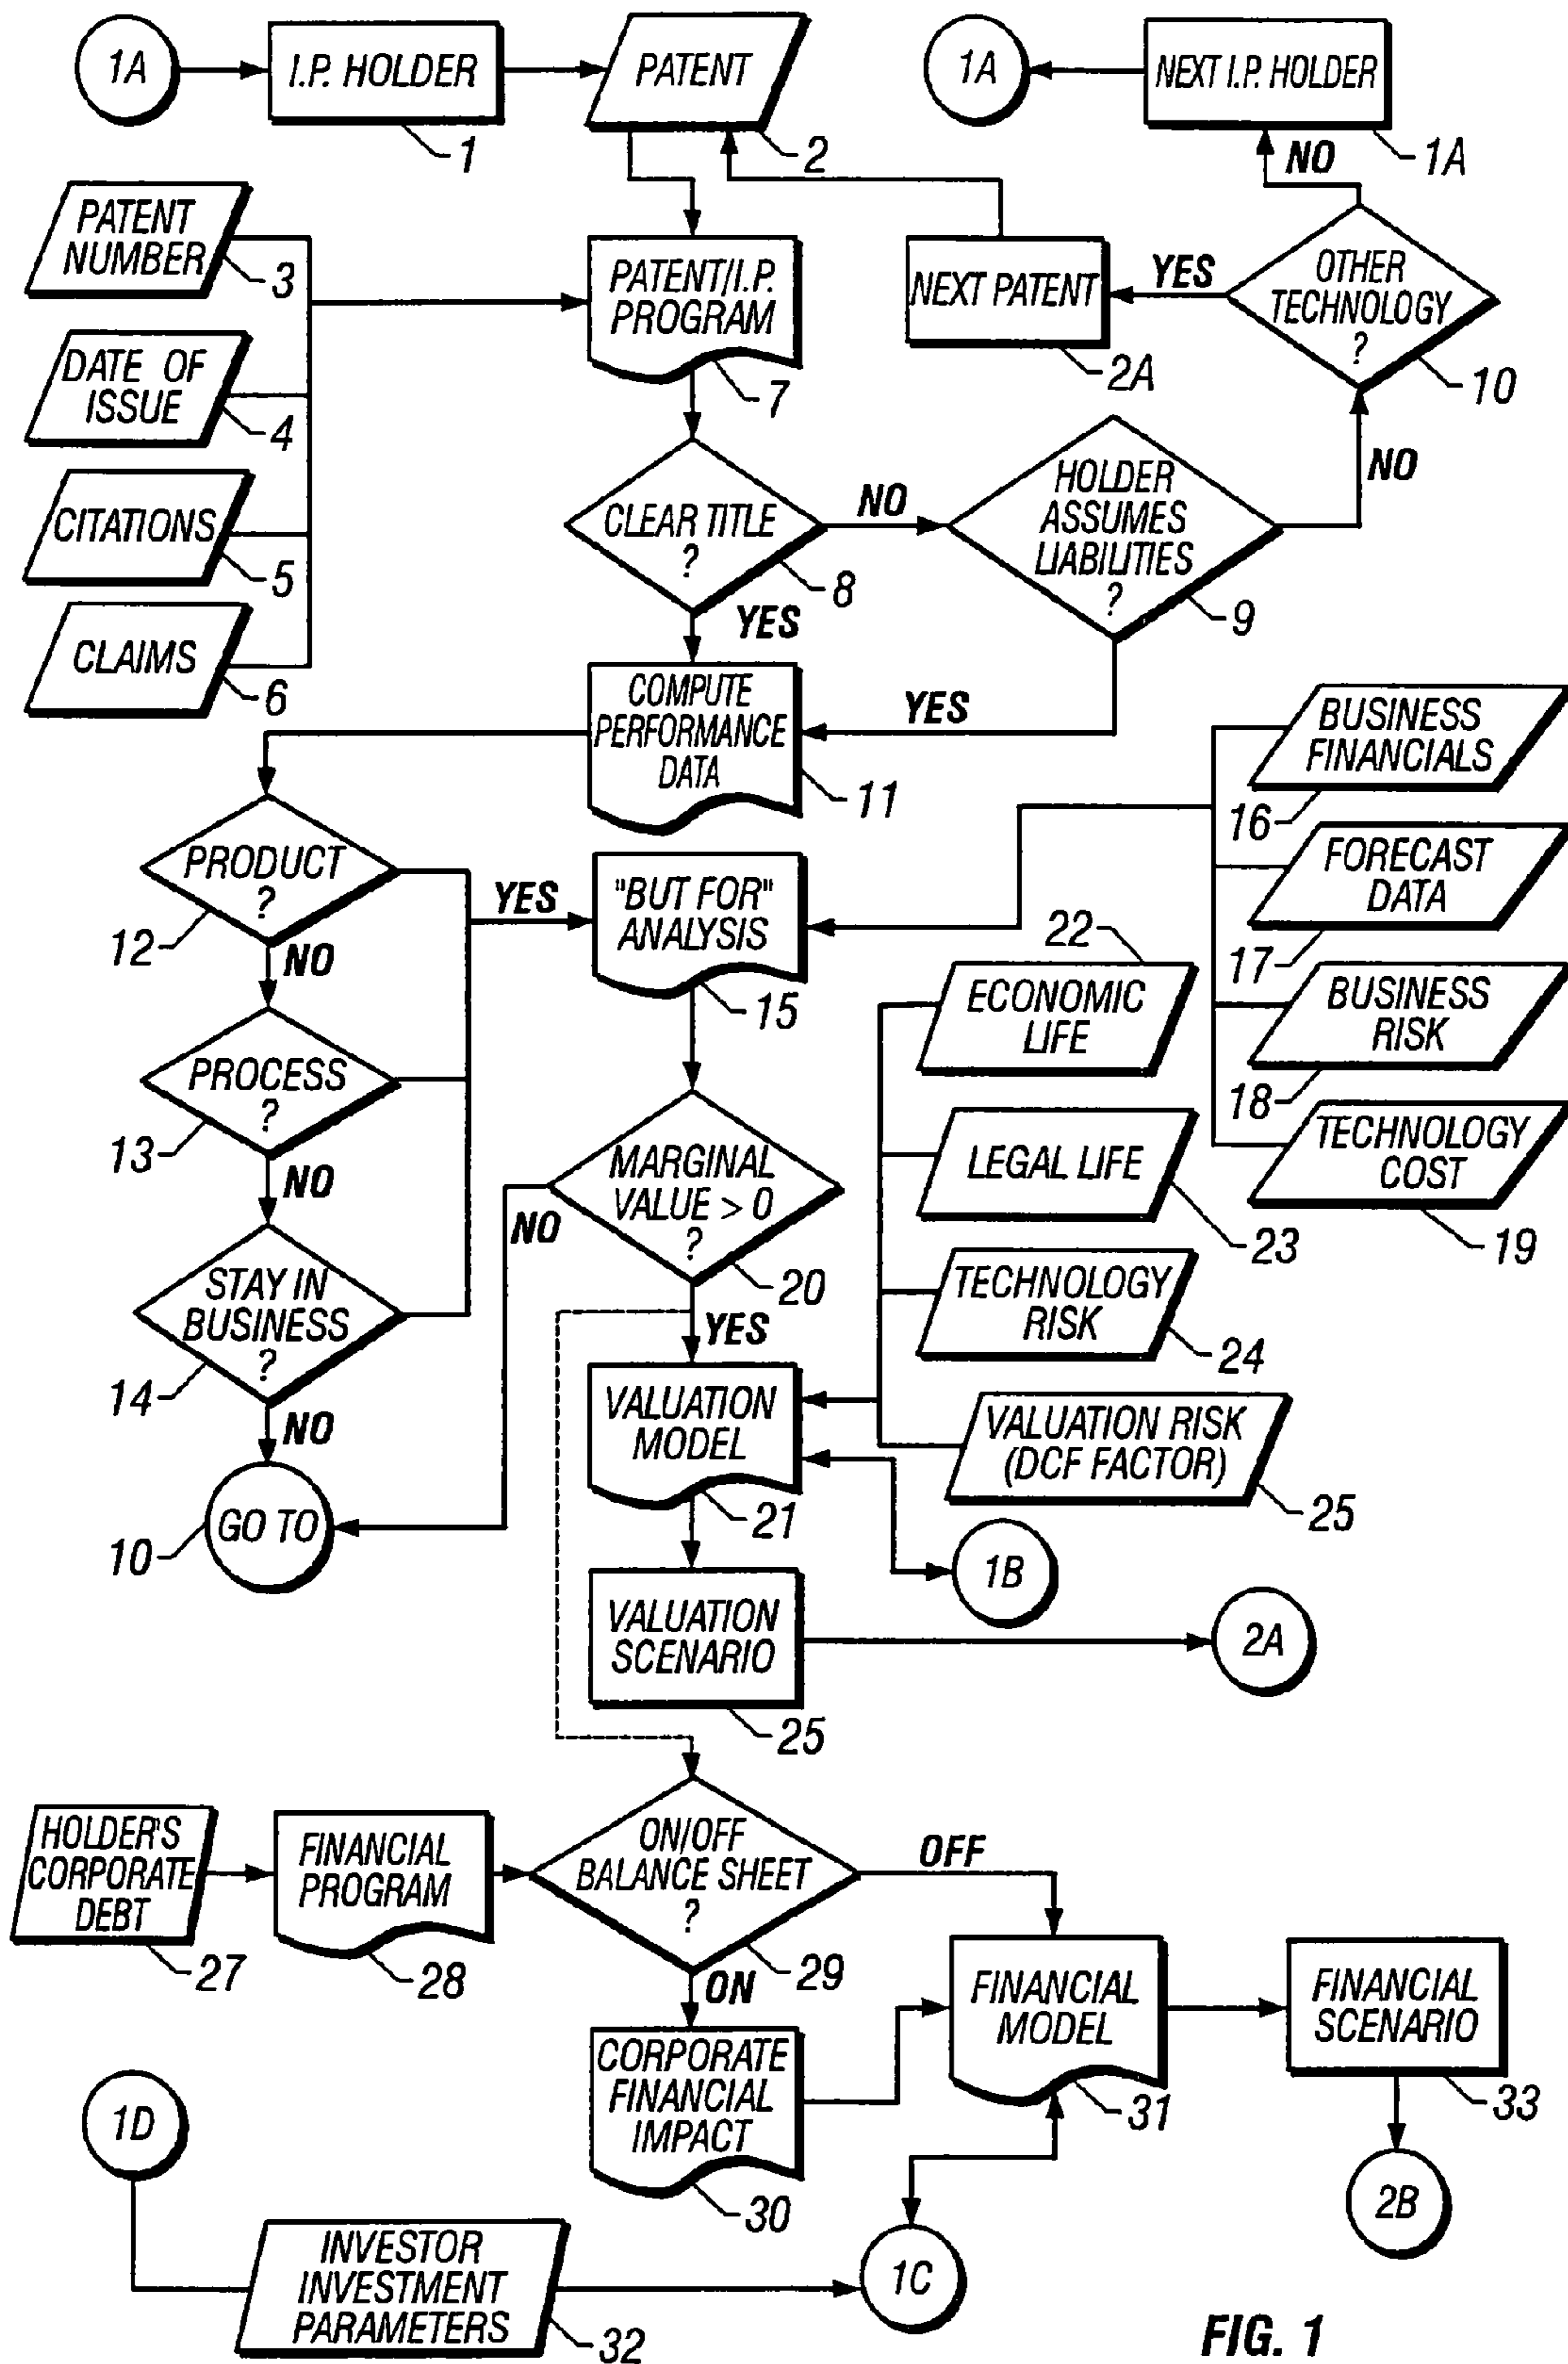 1A
I.P. HOLDER
1
PATENT
2
1A
NEXT I.P. HOLDER
1A
NO
PATENT
NUMBER
3
DATE OF
ISSUE
4
CITATIONS
5
CLAIMS
6
PATENT/I.P.
PROGRAM
7
NEXT PATENT
2A
YES
OTHER
TECHNOLOGY
?
10
NO
CLEAR TITLE
?
8
NO
YES
HOLDER
ASSUMES
LIABILITIES
?
9
YES
COMPUTE
PERFORMANCE
DATA
11
PRODUCT
?
12
NO
YES
PROCESS
?
13
NO
STAY IN
BUSINESS
?
14
NO
GO TO
10
"BUT FOR"
ANALYSIS
15
BUSINESS
FINANCIALS
16
FORECAST
DATA
17
BUSINESS
RISK
18
TECHNOLOGY
COST
19
MARGINAL
VALUE > 0
?
20
NO
YES
22
ECONOMIC
LIFE
LEGAL LIFE
23
TECHNOLOGY
RISK
24
VALUATION RISK
(DCF FACTOR)
25
VALUATION
MODEL
21
1B
VALUATION
SCENARIO
25
2A
HOLDER'S
CORPORATE
DEBT
27
FINANCIAL
PROGRAM
28
ON/OFF
BALANCE SHEET
?
29
OFF
ON
CORPORATE
FINANCIAL
IMPACT
30
FINANCIAL
MODEL
31
FINANCIAL
SCENARIO
33
2B
1D
INVESTOR
INVESTMENT
PARAMETERS
32
1C
FIG. 1